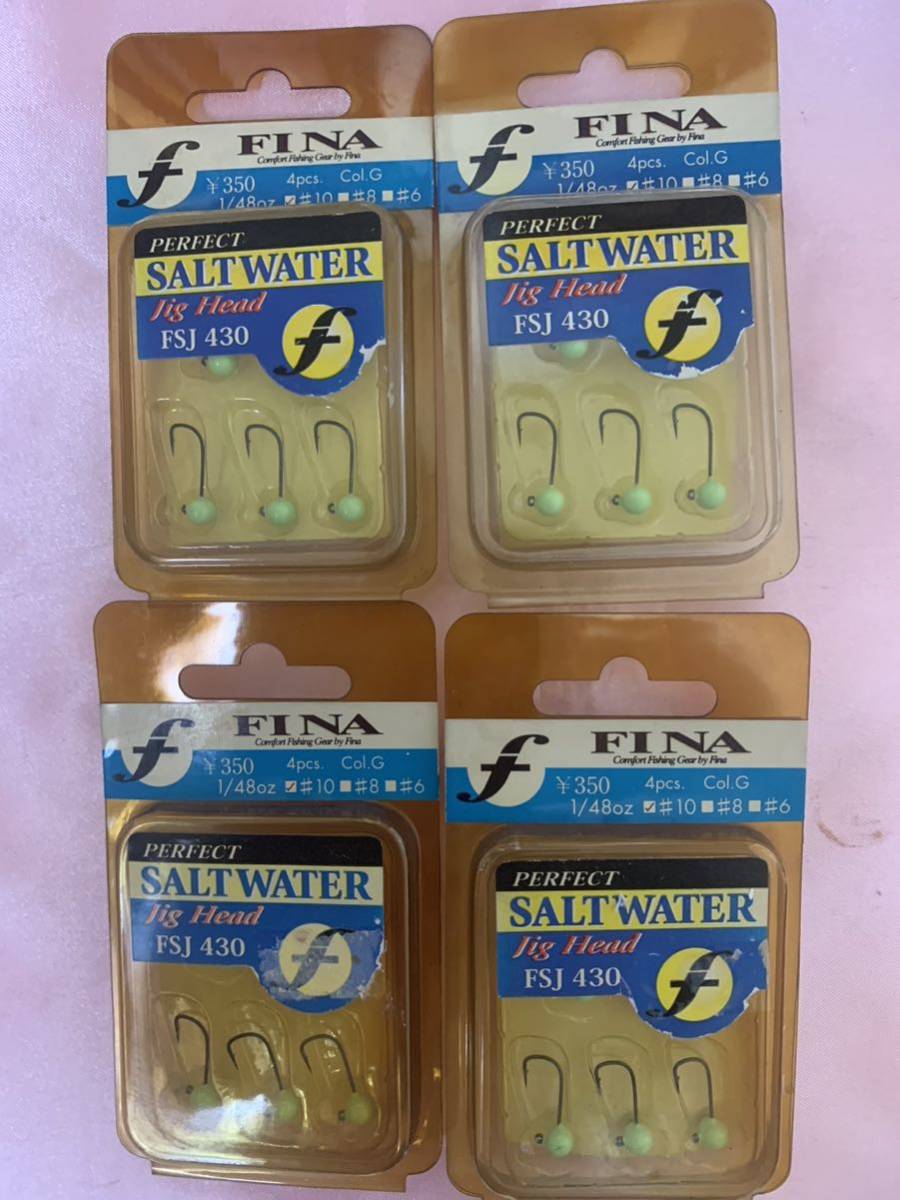 f FINA
Comfort Fishing Gear by Fina
¥350 4pcs. Col.G
1/48oz ☑#10 ■#8 ■#6
PERFECT
SALTWATER
Jig Head
FSJ 430
f
f FINA
Comfort Fishing Gear by Fina
¥350 4pcs. Col.G
1/48oz ☑#10 ■#8 ■#6
PERFECT
SALTWATER
Jig Head
FSJ 430
f
f FINA
Comfort Fishing Gear by Fina
¥350 4pcs. Col.G
1/48oz ☑#10 ■#8 ■#6
PERFECT
SALTWATER
Jig Head
FSJ 430
f
f FINA
Comfort Fishing Gear by Fina
¥350 4pcs. Col.G
1/48oz ☑#10 ■#8 ■#6
PERFECT
SALTWATER
Jig Head
FSJ 430
f